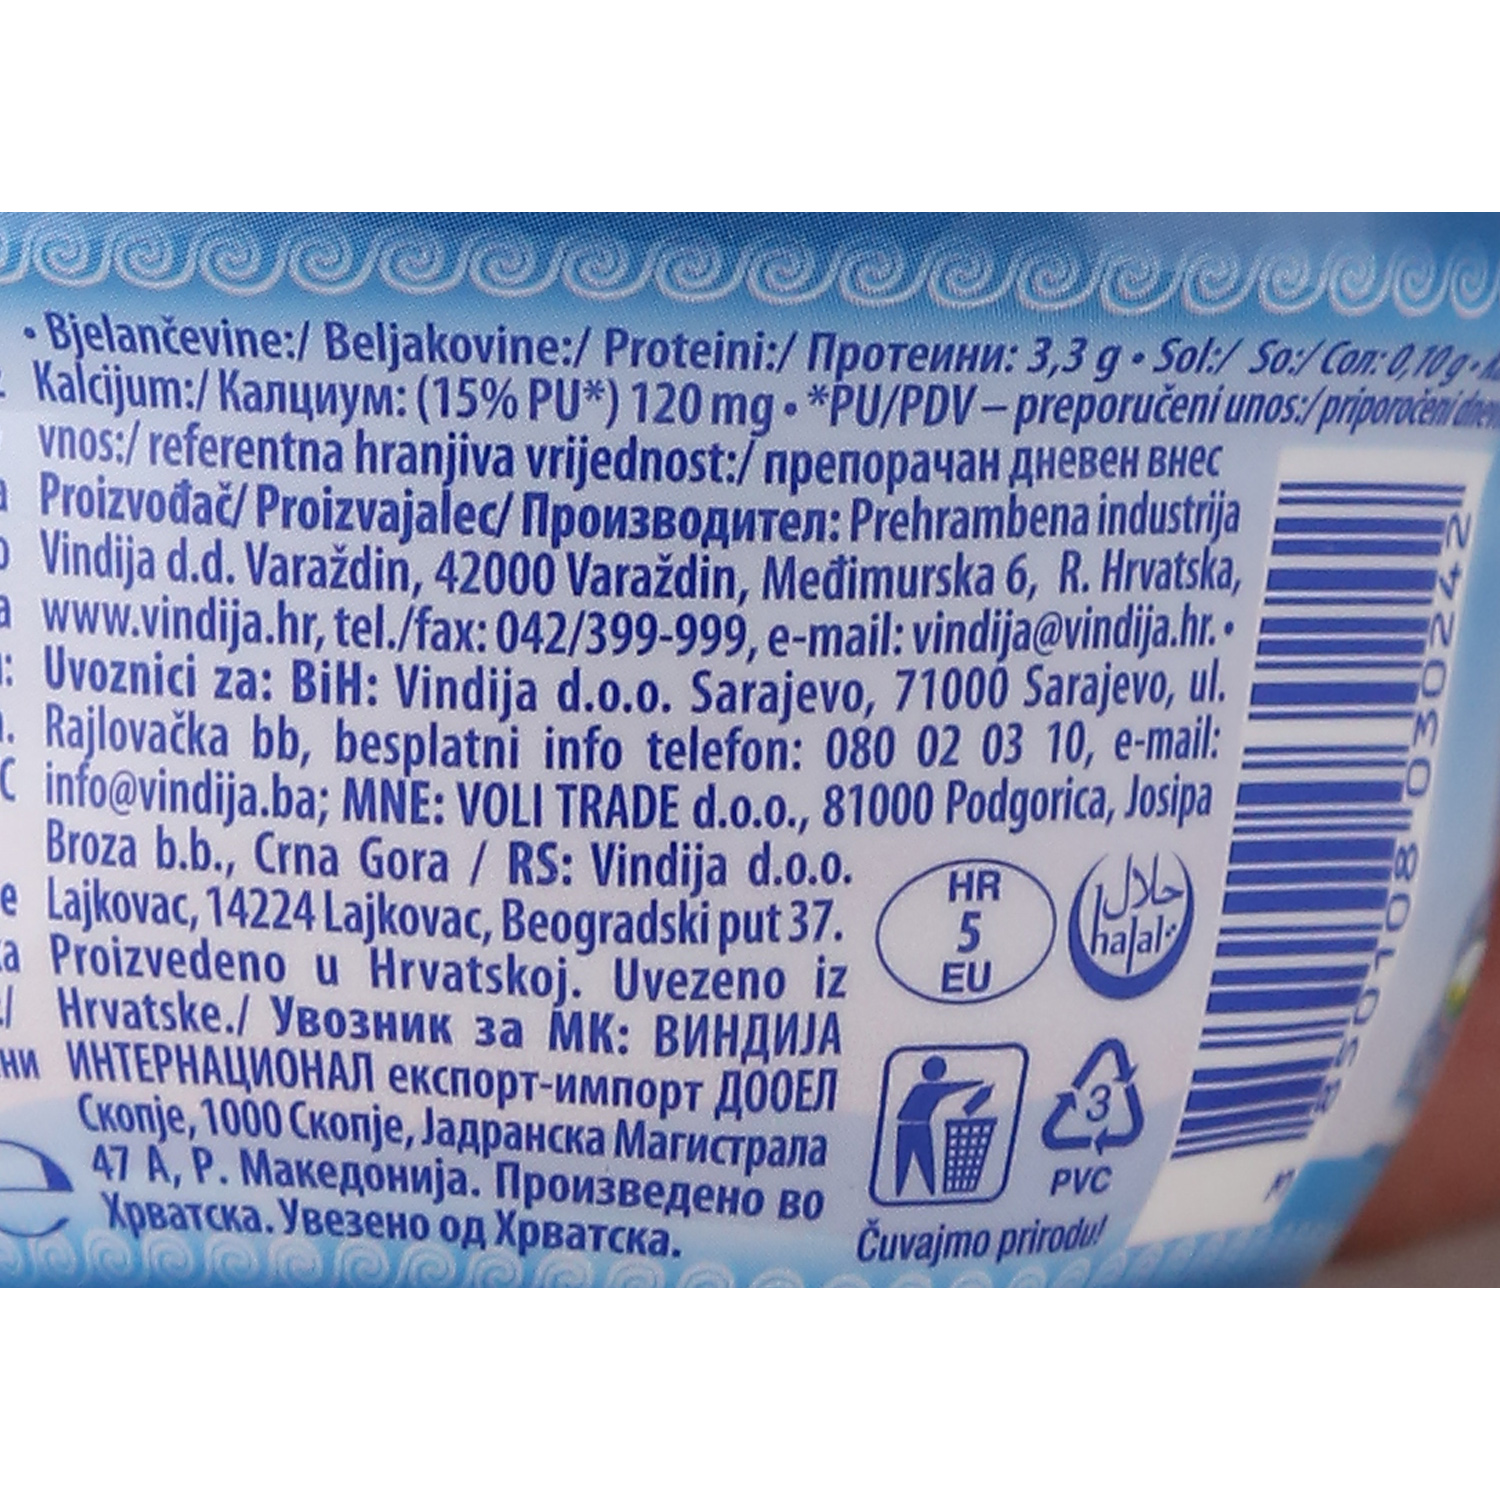 • Bjelančevine:/ Beljakovine:/ Proteini:/ Протеини: 3,3 g • Sol:/ So:/ Сол: 0,10 g •
Kalcijum:/ Калциум: (15% PU*) 120 mg • *PU/PDV – preporučeni unos:/ priporočeni
vnos:/ referentna hranjiva vrijednost:/ препорачан дневен внес
Proizvođač/ Proizvajalec/ Производител: Prehrambena industrija
Vindija d.d. Varaždin, 42000 Varaždin, Međimurska 6, R. Hrvatska,
www.vindija.hr, tel./fax: 042/399-999, e-mail: vindija@vindija.hr. •
Uvoznici za: BiH: Vindija d.o.o. Sarajevo, 71000 Sarajevo, ul.
Rajlovačka bb, besplatni info telefon: 080 02 03 10, e-mail:
info@vindija.ba; MNE: VOLI TRADE d.o.o., 81000 Podgorica, Josipa
Broza b.b., Crna Gora / RS: Vindija d.o.o.
Lajkovac, 14224 Lajkovac, Beogradski put 37.
Proizvedeno u Hrvatskoj. Uvezeno iz
Hrvatske./ Увозник за МК: ВИНДИЈА
ИНТЕРНАЦИОНАЛ експорт-импорт ДООЕЛ
Скопје, 1000 Скопје, Јадранска Магистрала
47 А, Р. Македонија. Произведено во
Хрватска. Увезено од Хрватска.
HR
5
EU
حلال
halal
3
PVC
Čuvajmo prirodu!
8501080130242